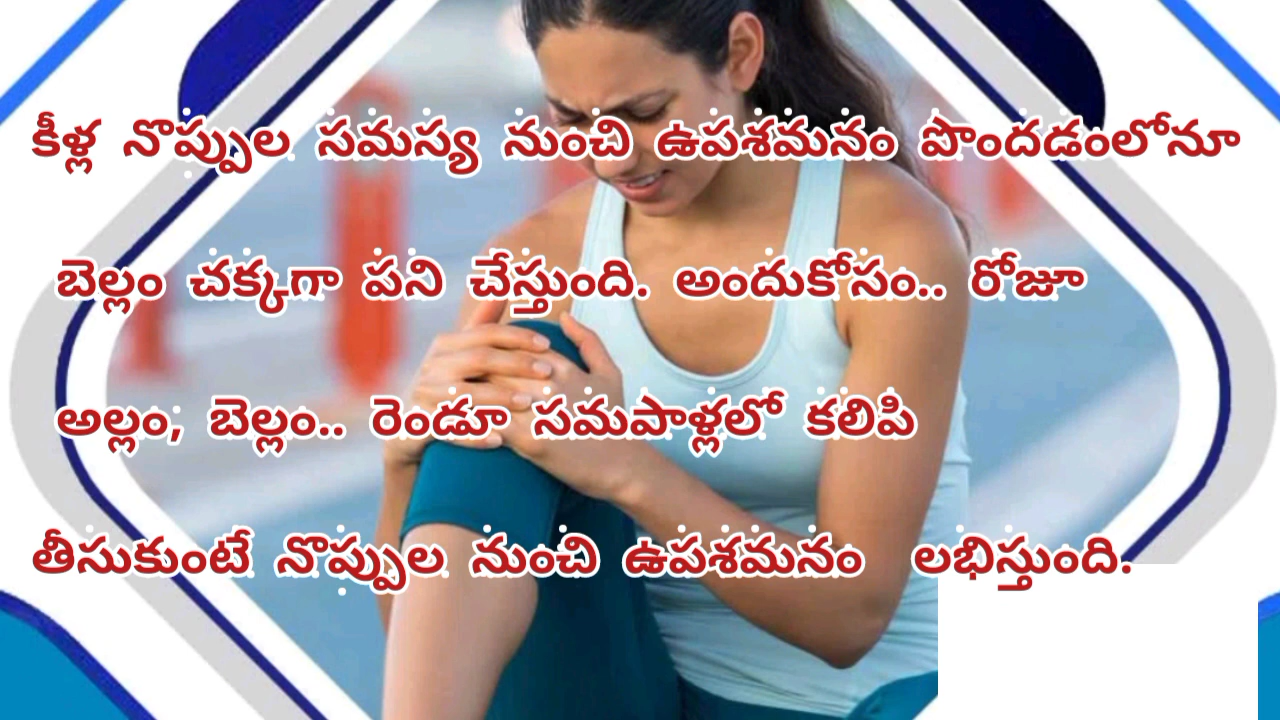 కీళ్ల నొప్పుల సమస్య నుంచి ఉపశమనం పొందడంలోనూ
బెల్లం చక్కగా పని చేస్తుంది. అందుకోసం.. రోజూ
అల్లం, బెల్లం.. రెండూ సమపాళ్లలో కలిపి
తీసుకుంటే నొప్పుల నుంచి ఉపశమనం లభిస్తుంది.